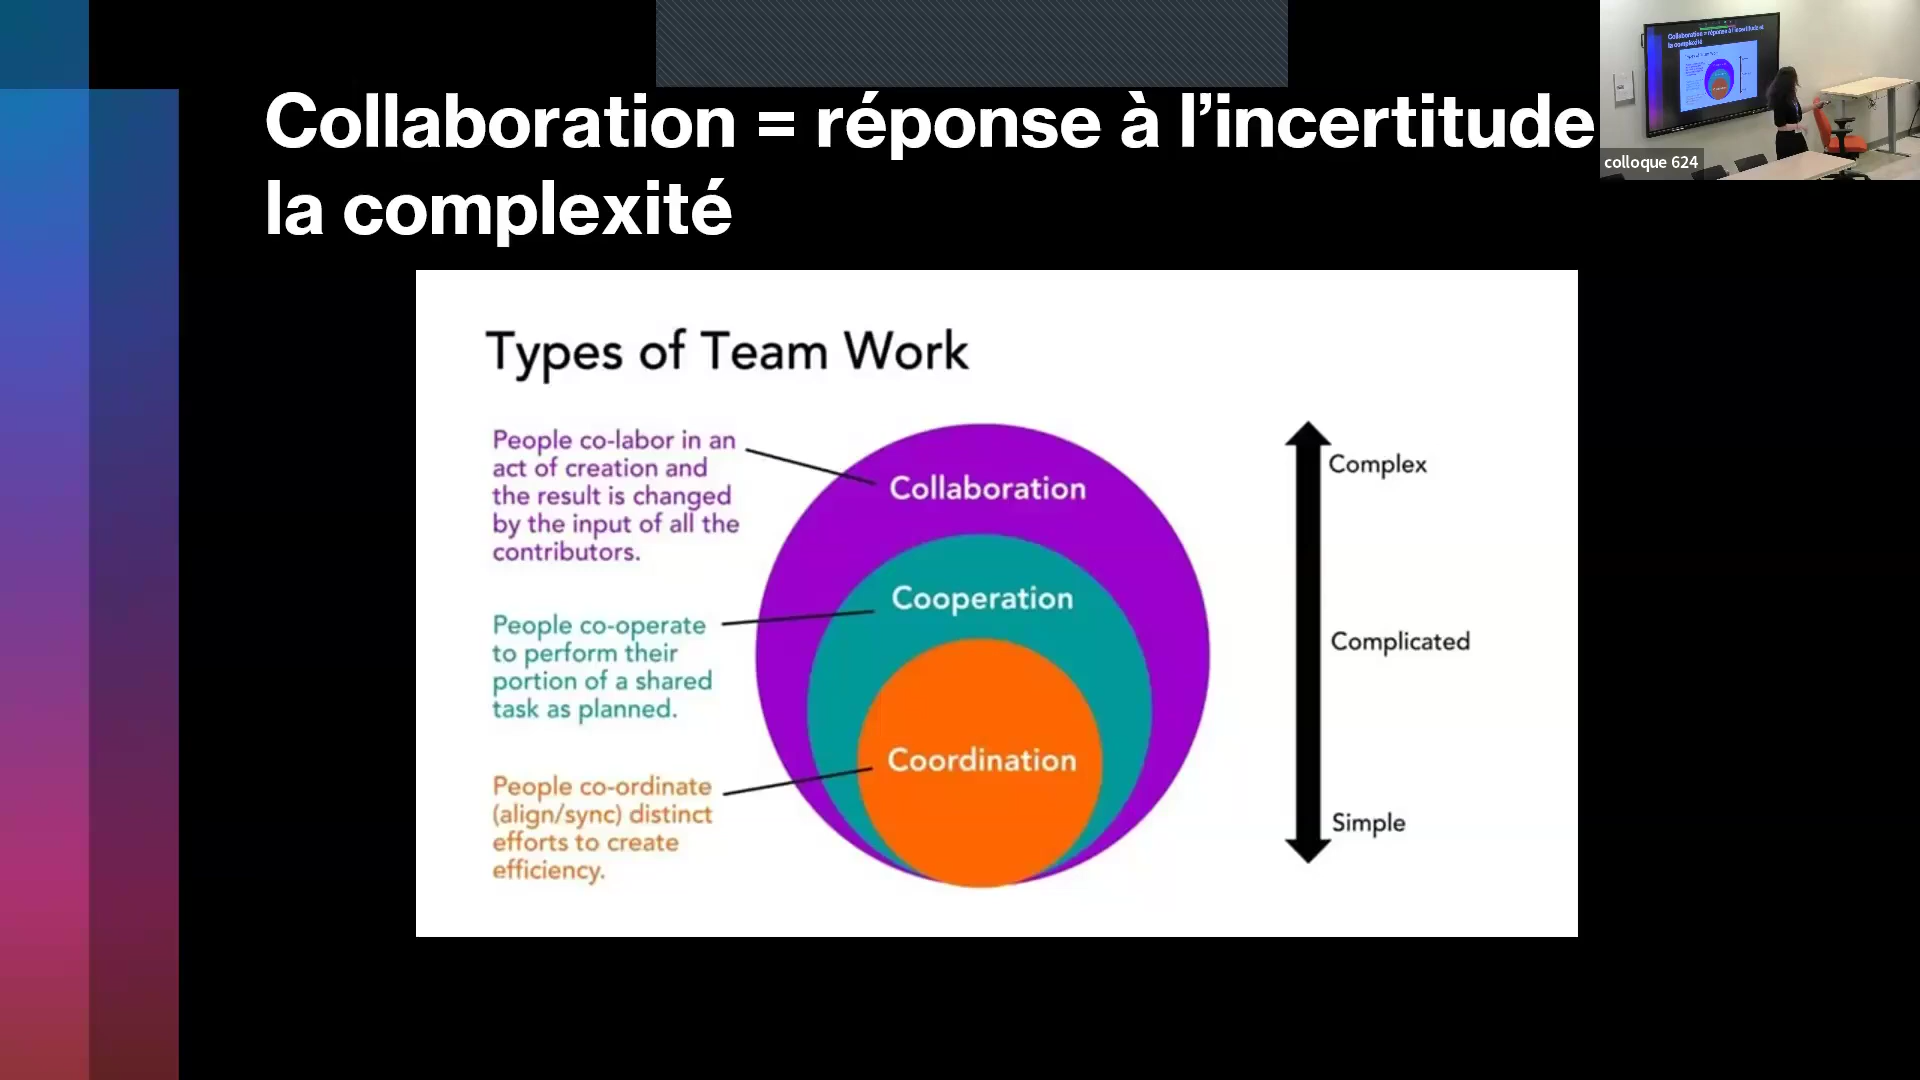 Collaboration = réponse à l’incertitude
la complexité
colloque 624
Types of Team Work
People co-labor in an
act of creation and
the result is changed
by the input of all the
contributors.
People co-operate
to perform their
portion of a shared
task as planned.
People co-ordinate
(align/sync) distinct
efforts to create
efficiency.
Collaboration
Cooperation
Coordination
Complex
Complicated
Simple